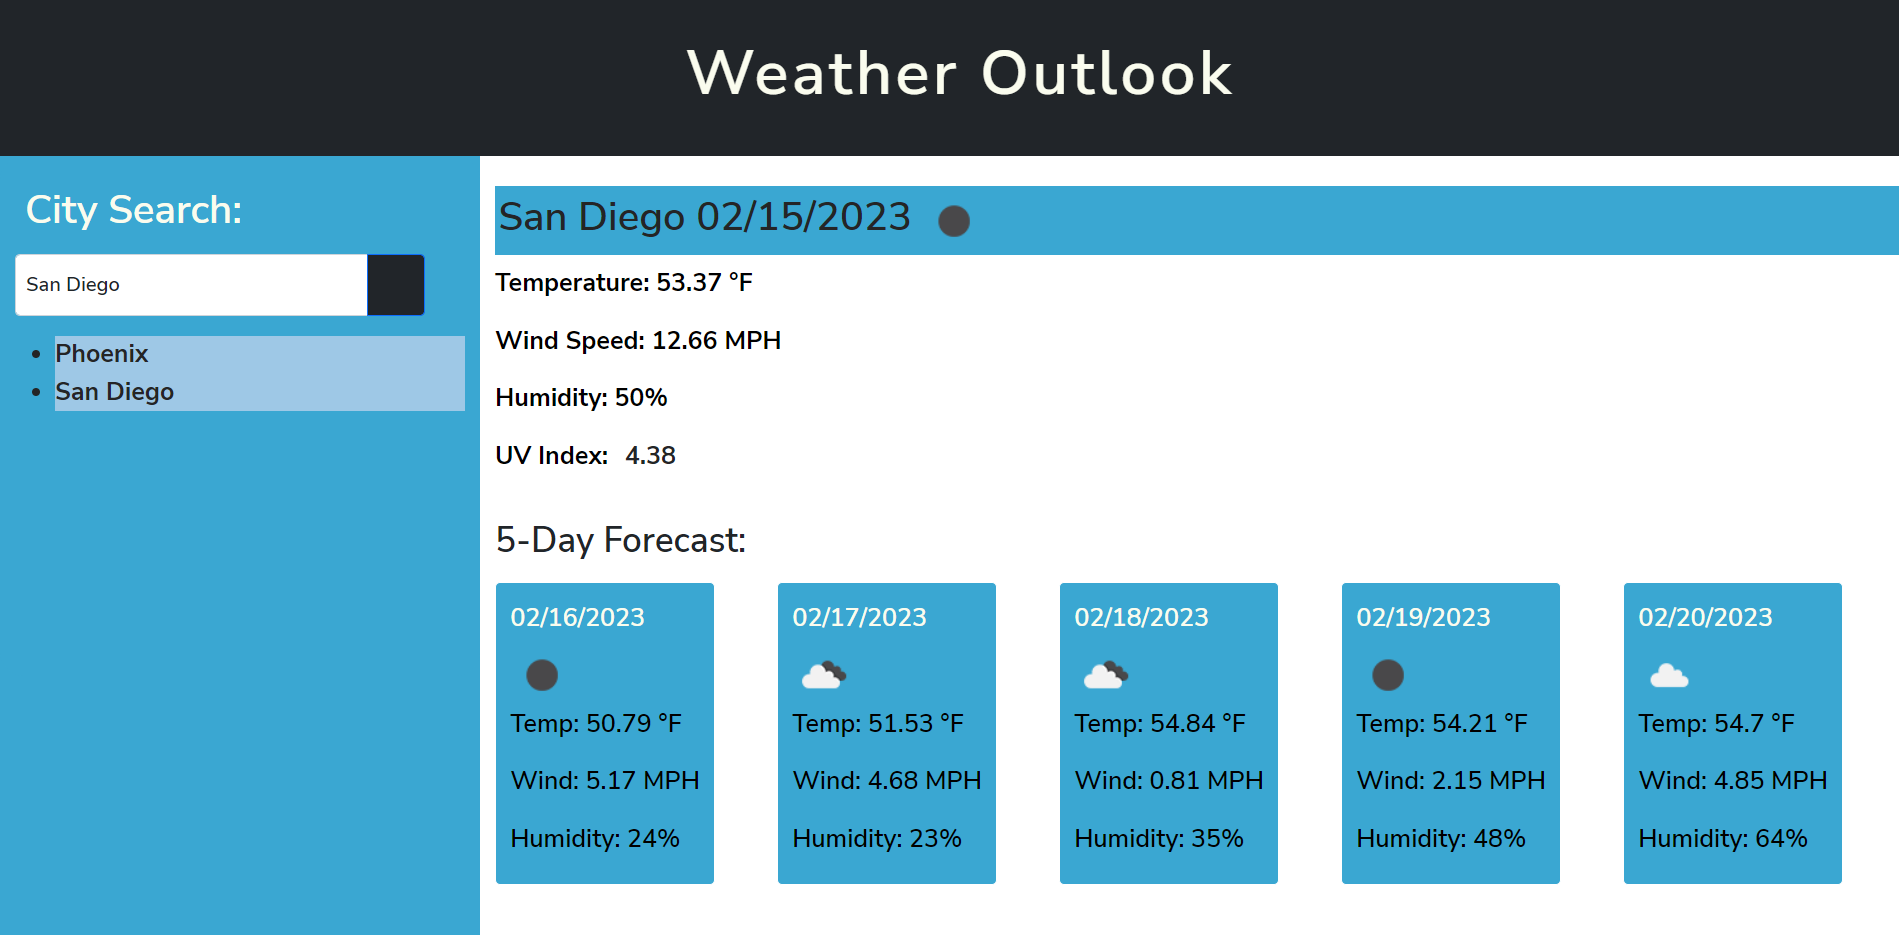 Weather Outlook
City Search:
San Diego
Phoenix
San Diego
San Diego 02/15/2023
Temperature: 53.37 °F
Wind Speed: 12.66 MPH
Humidity: 50%
UV Index: 4.38
5-Day Forecast:
02/16/2023
Temp: 50.79 °F
Wind: 5.17 MPH
Humidity: 24%
02/17/2023
Temp: 51.53 °F
Wind: 4.68 MPH
Humidity: 23%
02/18/2023
Temp: 54.84 °F
Wind: 0.81 MPH
Humidity: 35%
02/19/2023
Temp: 54.21 °F
Wind: 2.15 MPH
Humidity: 48%
02/20/2023
Temp: 54.7 °F
Wind: 4.85 MPH
Humidity: 64%